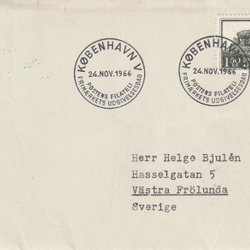 KØBENHAVN V
24.NOV.1966
POSTENS FILATELI
FRIMÆRKETS UDGIVELSESDAG
KØBENHAVN V
24.NOV.1966
POSTENS FILATELI
FRIMÆRKETS UDGIVELSESDAG
Herr Helge Bjulén
Hasselgatan 5
Västra Frölunda
Sverige